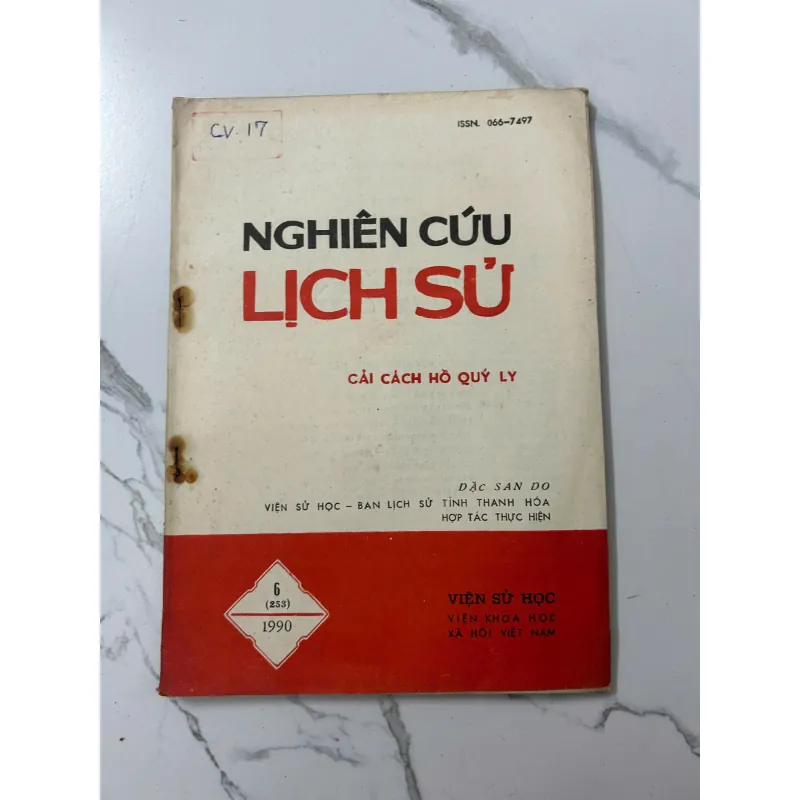 CV. 17
ISSN. 066-7497
NGHIÊN CỨU
LỊCH SỬ
CẢI CÁCH HỒ QUÝ LY
ĐẶC SAN DO
VIỆN SỬ HỌC – BAN LỊCH SỬ TỈNH THANH HÓA
HỢP TÁC THỰC HIỆN
6
(253)
1990
VIỆN SỬ HỌC
VIỆN KHOA HỌC
XÃ HỘI VIỆT NAM